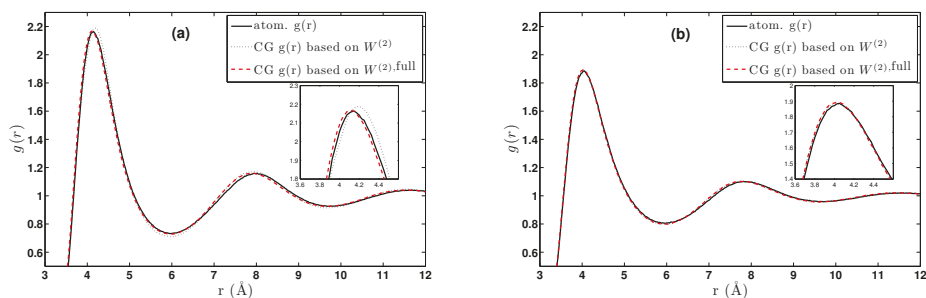 (a)
atom. g(r)
CG g(r) based on W^(2)
CG g(r) based on W^(2),full
2.2
2
1.8
1.6
1.4
1.2
1
0.8
0.6
g(r)
2.3
2.2
2.1
2
1.9
1.8
3.6 3.8 4 4.2 4.4
3 4 5 6 7 8 9 10 11 12
r (Å)
(b)
atom. g(r)
CG g(r) based on W^(2)
CG g(r) based on W^(2),full
2.2
2
1.8
1.6
1.4
1.2
1
0.8
0.6
g(r)
2
1.9
1.8
1.7
1.6
1.5
1.4
3.6 3.8 4 4.2 4.4
3 4 5 6 7 8 9 10 11 12
r (Å)